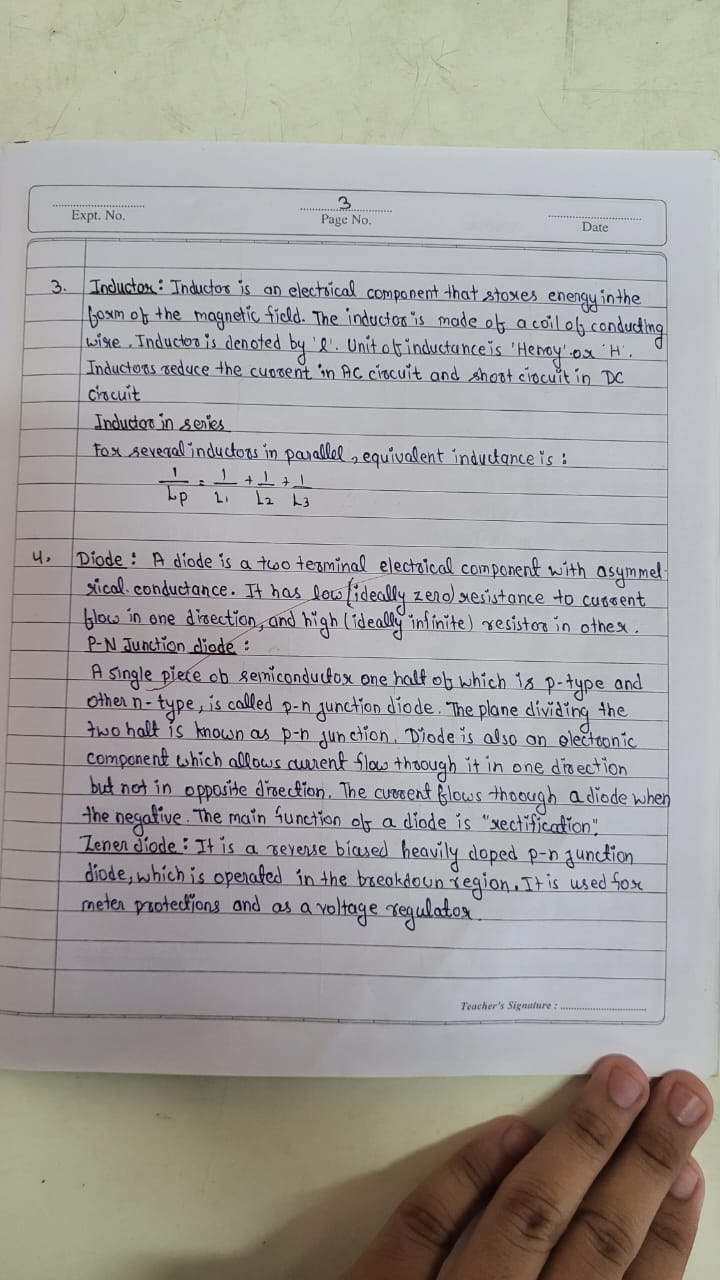 3
Expt. No.
Page No.
Date
3. Inductor : Inductor is an electrical component that stores energy in the
form of the magnetic field. The inductor is made of a coil of conducting
wire. Inductor is denoted by 'l'. Unit of inductance is 'Henry' or 'H'.
Inductors reduce the current in AC circuit and short circuit in DC
circuit
Inductor in series
For several inductors in parallel, equivalent inductance is :
1/Lp = 1/L1 + 1/L2 + 1/L3
4. Diode : A diode is a two terminal electrical component with asymmet-
rical conductance. It has low (ideally zero) resistance to current
flow in one direction, and high (ideally infinite) resistor in other.
P-N Junction diode :
A single piece of semiconductor one half of which is p-type and
other n-type, is called p-n junction diode. The plane dividing the
two half is known as p-n junction. Diode is also an electronic
component which allows current flow through it in one direction
but not in opposite direction. The current flows through a diode when
the negative. The main function of a diode is "rectification".
Zener diode : It is a reverse biased heavily doped p-n junction
diode, which is operated in the breakdown region. It is used for
meter protections and as a voltage regulator.
Teacher's Signature :